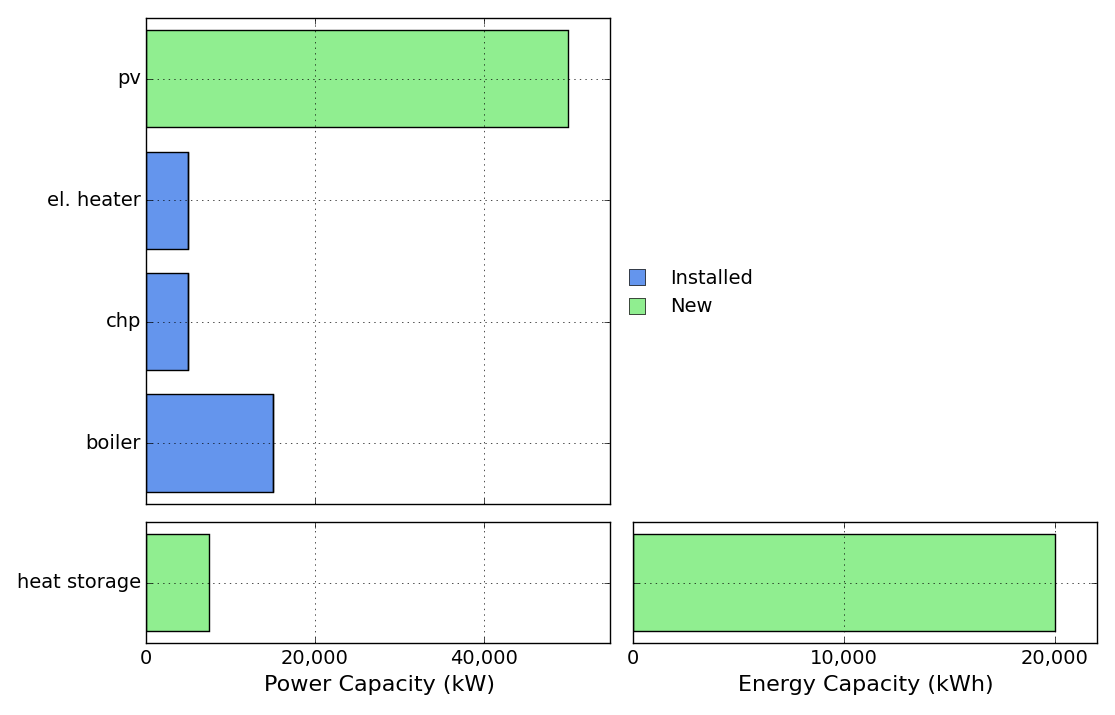 pv
el. heater
chp
boiler
Installed
New
heat storage
0 20,000 40,000
Power Capacity (kW)
0 10,000 20,000
Energy Capacity (kWh)